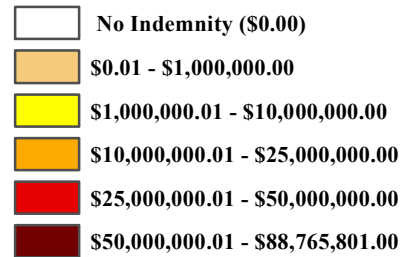 No Indemnity ($0.00)
$0.01 - $1,000,000.00
$1,000,000.01 - $10,000,000.00
$10,000,000.01 - $25,000,000.00
$25,000,000.01 - $50,000,000.00
$50,000,000.01 - $88,765,801.00